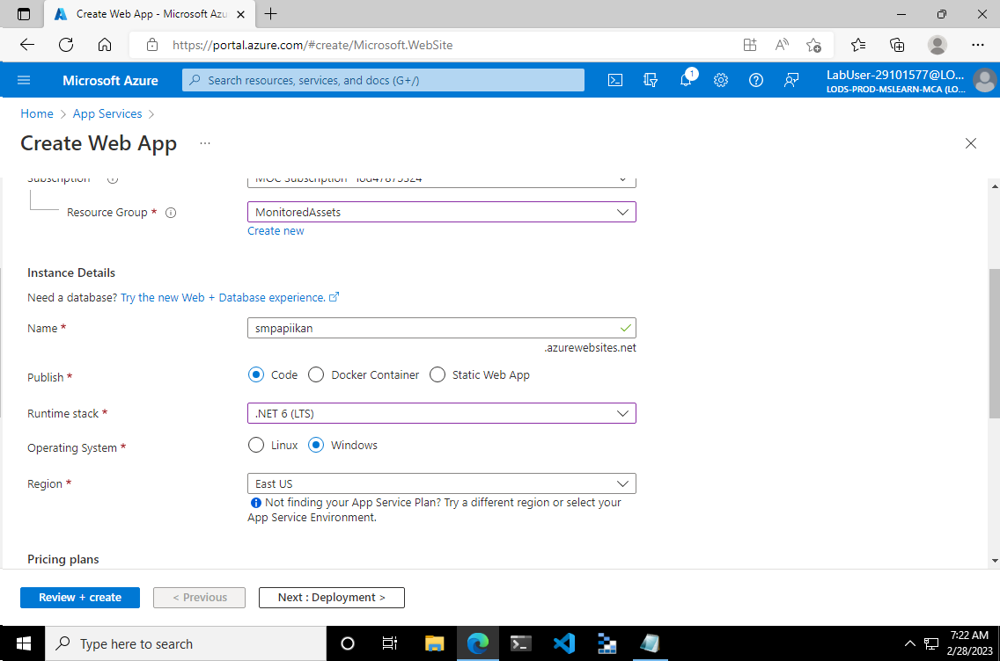 Create Web App - Microsoft Azu
https://portal.azure.com/#create/Microsoft.WebSite
Microsoft Azure
Search resources, services, and docs (G+/)
1
LabUser-29101577@LO...
LODS-PROD-MSLEARN-MCA (LO...
Home > App Services >
Create Web App ...
Subscription
MOC Subscription
Resource Group *
MonitoredAssets
Create new
Instance Details
Need a database? Try the new Web + Database experience.
Name *
smpapiikan
.azurewebsites.net
Publish *
Code Docker Container Static Web App
Runtime stack *
.NET 6 (LTS)
Operating System *
Linux Windows
Region *
East US
Not finding your App Service Plan? Try a different region or select your
App Service Environment.
Pricing plans
Review + create
< Previous
Next : Deployment >
Type here to search
7:22 AM
2/28/2023